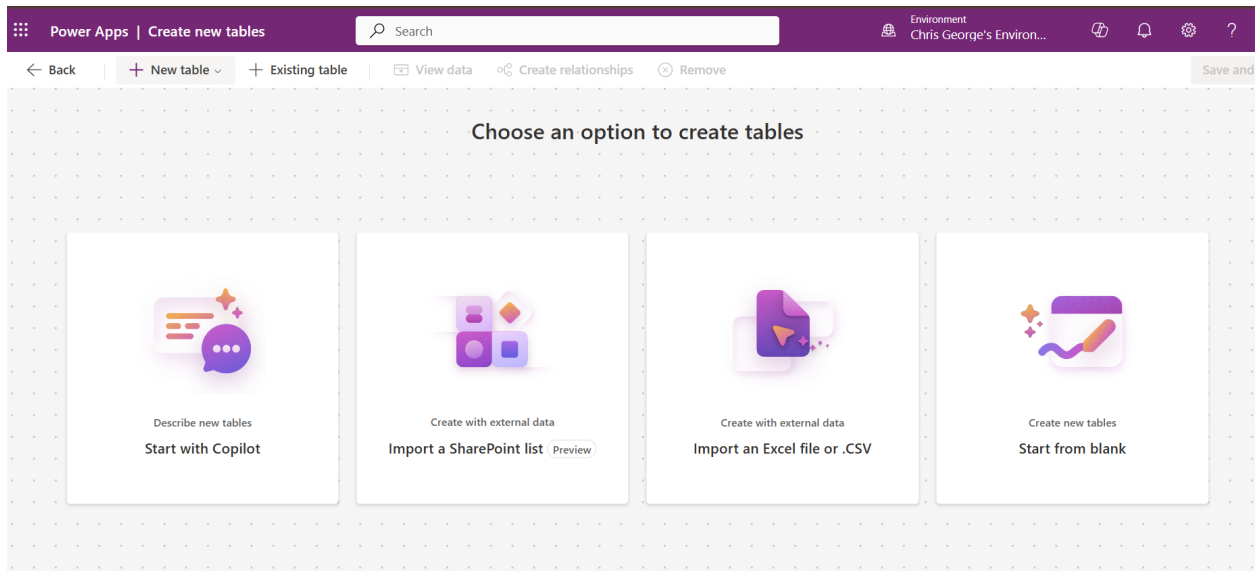 Power Apps | Create new tables
Search
Environment
Chris George's Environ...
?
Back
New table
Existing table
View data
Create relationships
Remove
Save and
Choose an option to create tables
Describe new tables
Start with Copilot
Create with external data
Import a SharePoint list Preview
Create with external data
Import an Excel file or .CSV
Create new tables
Start from blank